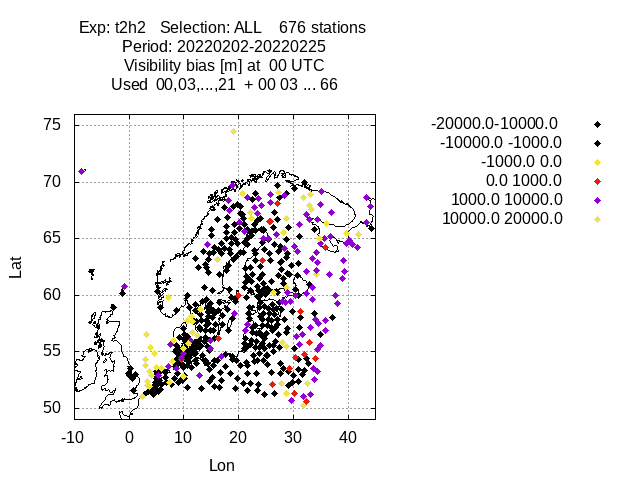 Exp: t2h2   Selection: ALL    676 stations
Period: 20220202-20220225
Visibility bias [m] at  00 UTC
Used  00,03,...,21  + 00 03 ... 66
-20000.0-10000.0
-10000.0 -1000.0
-1000.0 0.0
0.0 1000.0
1000.0 10000.0
10000.0 20000.0
75
70
65
60
55
50
Lat
-10 0 10 20 30 40
Lon